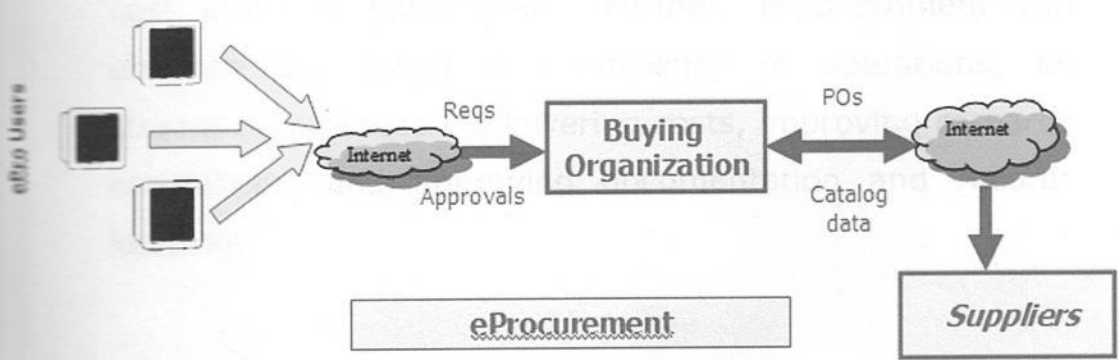 ePro Users
Internet
Reqs
Approvals
Buying
Organization
POs
Catalog
data
Internet
Suppliers
eProcurement